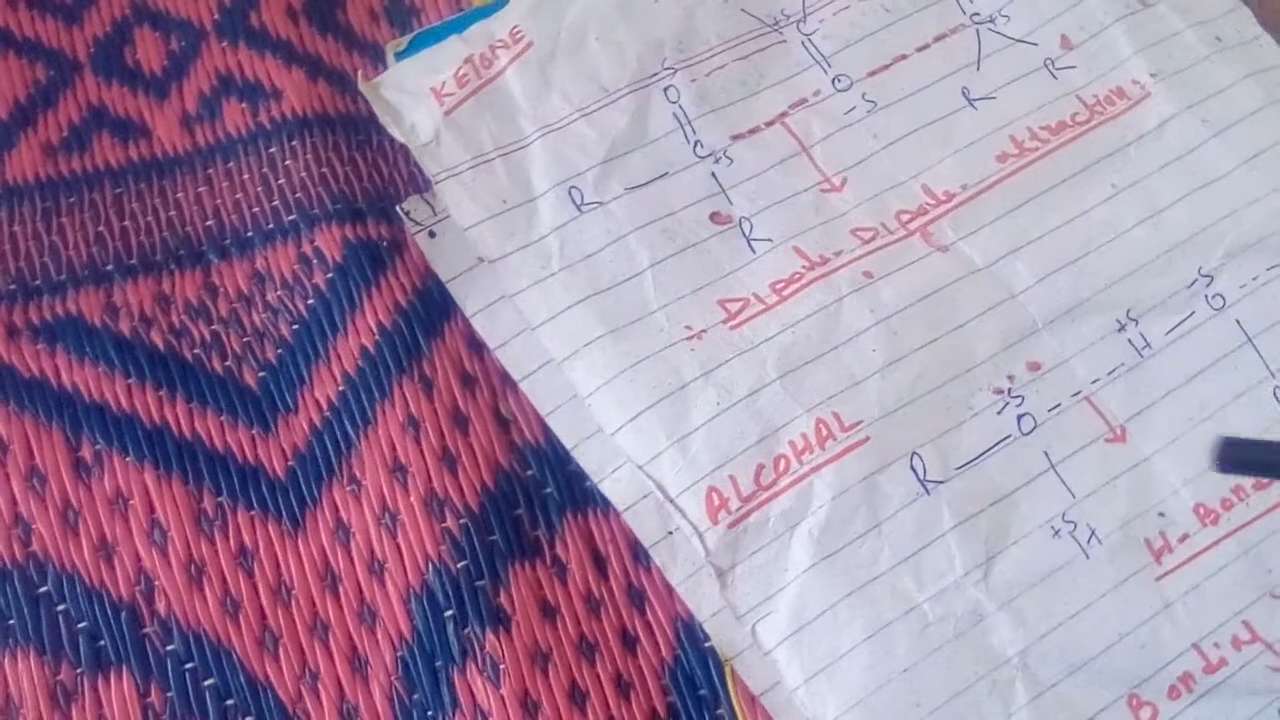 KETONE
+δ C +δ
O O -δ
C +δ R R
R R
÷ Dipole-Dipole attraction:
-δ
+δ O
H
-δ
ALCOHAL R O
+δ H
H-Bond
Bonding